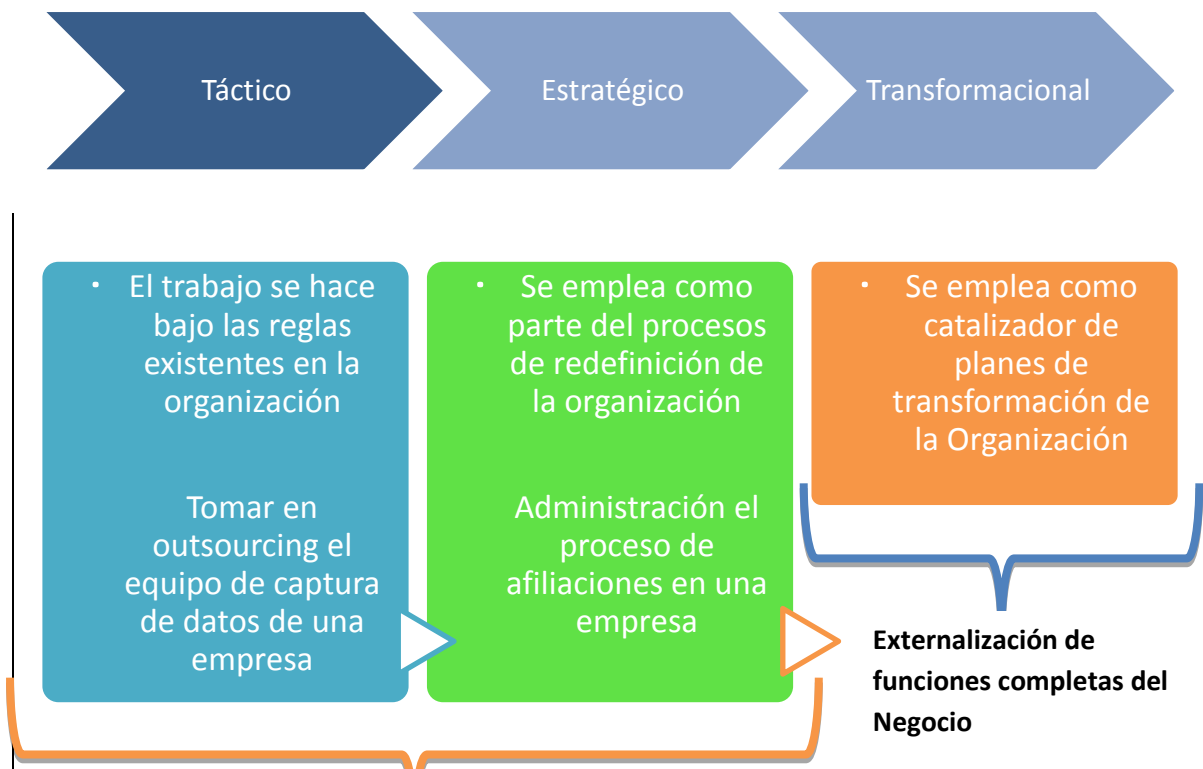 Táctico
Estratégico
Transformacional
· El trabajo se hace
bajo las reglas
existentes en la
organización
Tomar en
outsourcing el
equipo de captura
de datos de una
empresa
· Se emplea como
parte del procesos
de redefinición de
la organización
Administración el
proceso de
afiliaciones en una
empresa
· Se emplea como
catalizador de
planes de
transformación de
la Organización
Externalización de
funciones completas del
Negocio